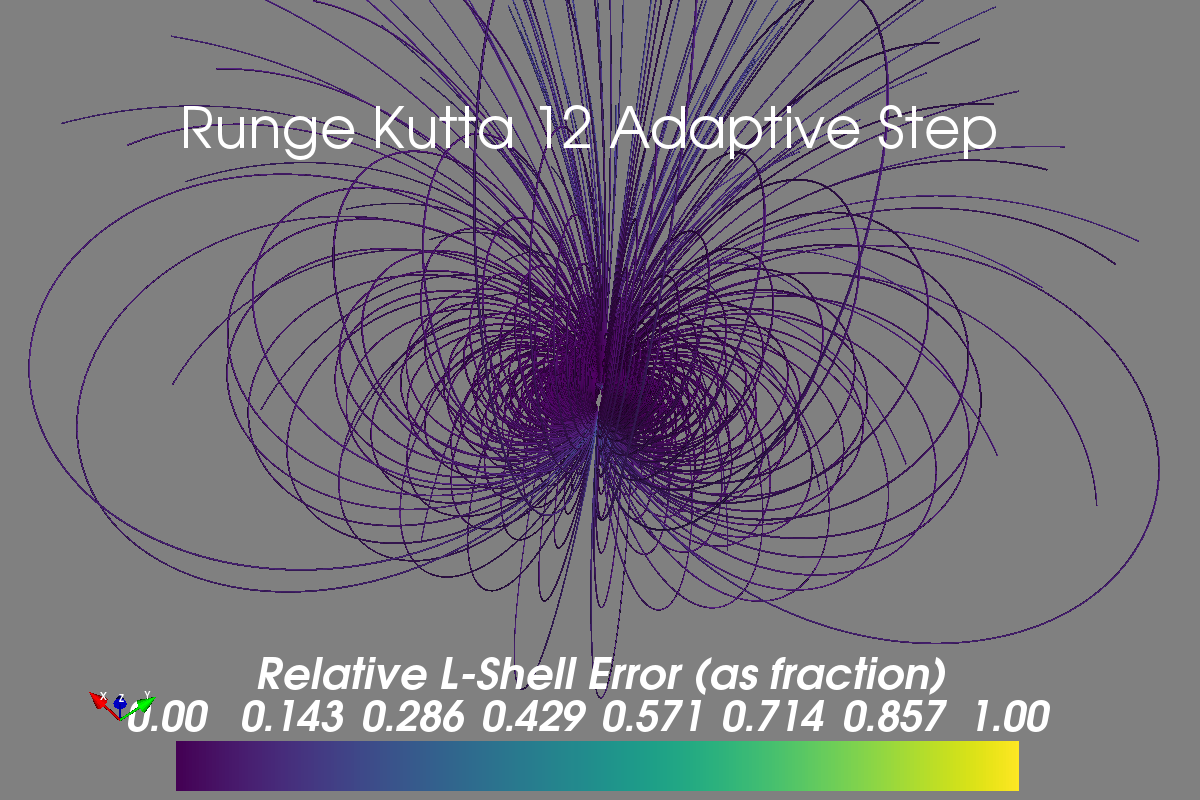 Runge Kutta 12 Adaptive Step
Relative L-Shell Error (as fraction)
X Z Y
0.00 0.143 0.286 0.429 0.571 0.714 0.857 1.00